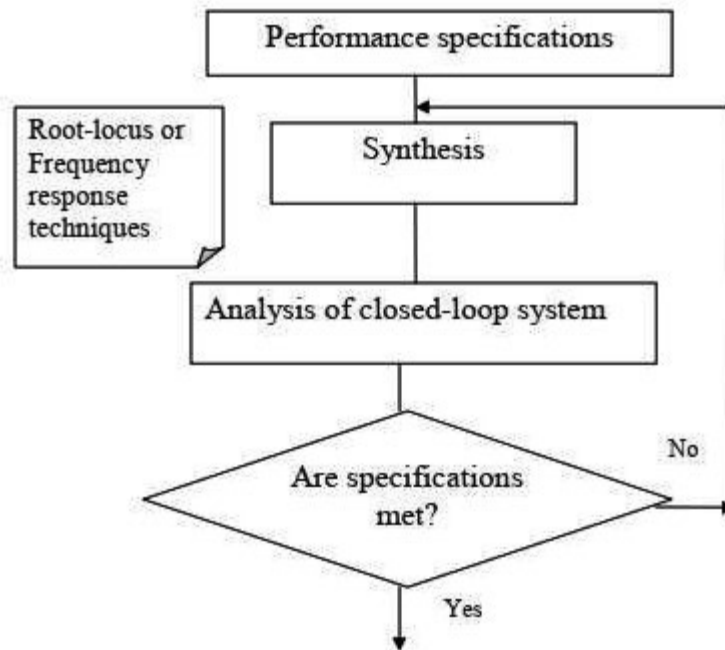 Performance specifications
Root-locus or
Frequency
response
techniques
Synthesis
Analysis of closed-loop system
Are specifications
met?
No
Yes